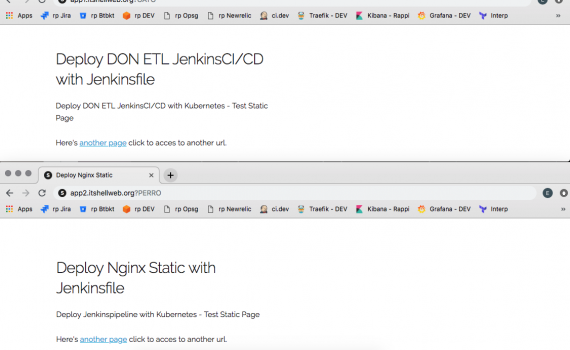 app1.itshellweb.org
Apps rp Jira rp Btbkt rp DEV rp Opsg rp Newrelic ci.dev Traefik - DEV Kibana - Rappi Grafana - DEV Interp »
Deploy DON ETL JenkinsCI/CD
with Jenkinsfile
Deploy DON ETL JenkinsCI/CD with Kubernetes - Test Static
Page
Here's another page click to acces to another url.
S Deploy Nginx Static × +
S app2.itshellweb.org?PERRO E
Apps rp Jira rp Btbkt rp DEV rp Opsg rp Newrelic ci.dev Traefik - DEV Kibana - Rappi Grafana - DEV Interp »
Deploy Nginx Static with
Jenkinsfile
Deploy Jenkinspipeline with Kubernetes - Test Static Page
Here's another page click to acces to another url.